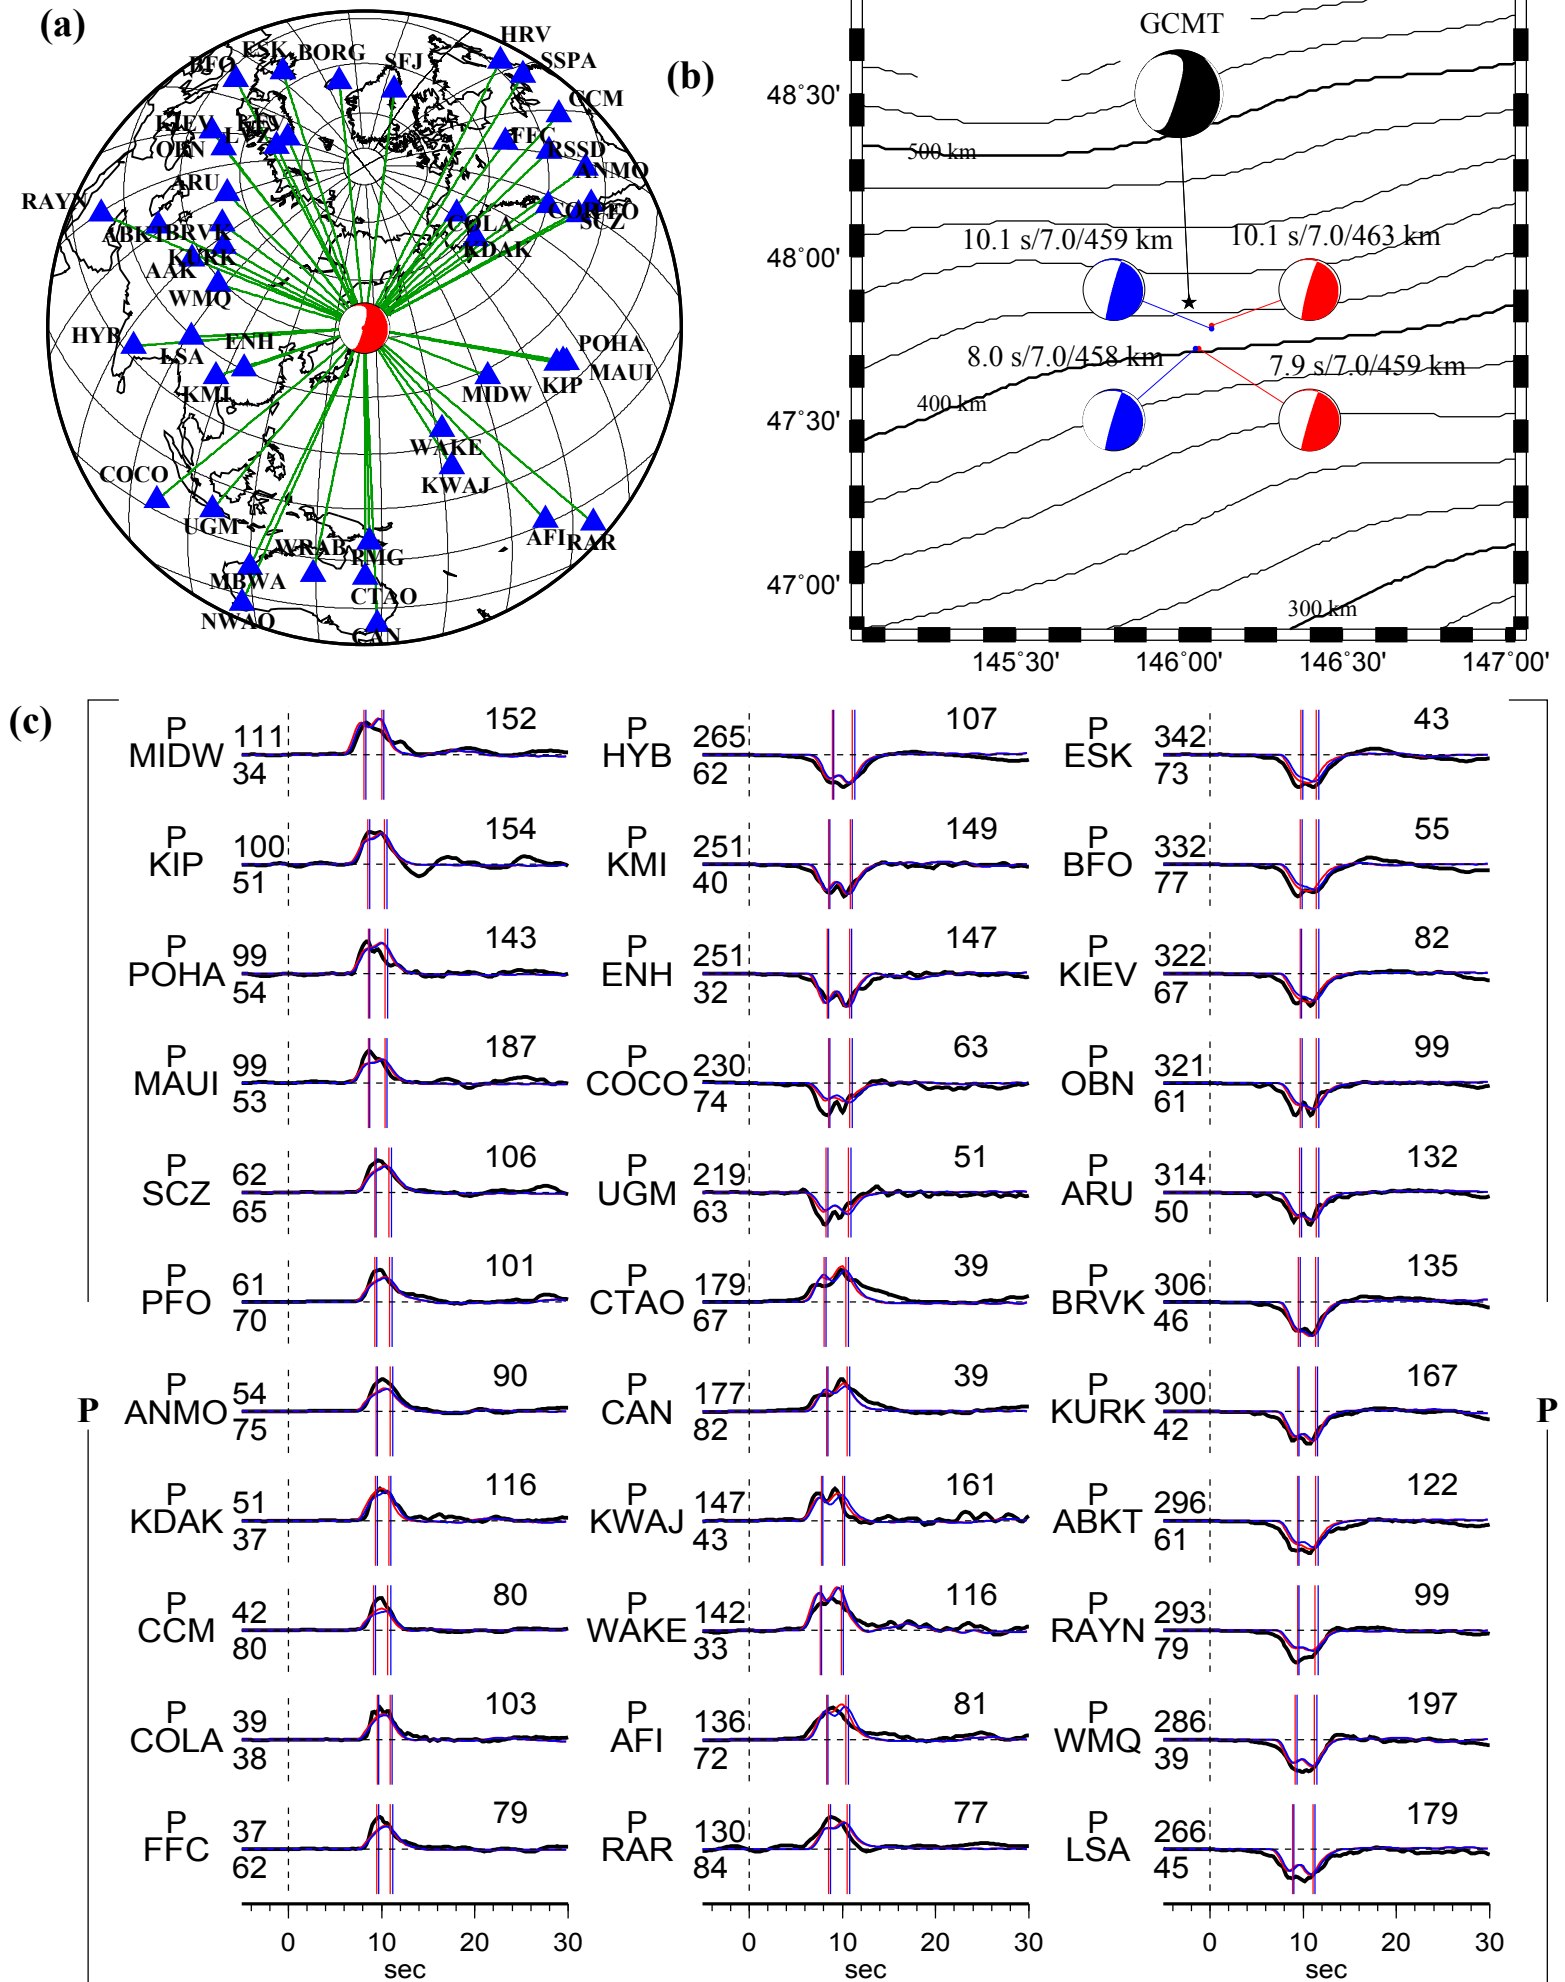 (a)
HRV
ESK
BORG
SFJ
SSPA
BFO
CCM
KIEV
KEV
LVZ
OBN
FFC
RSSD
ANMO
ARU
RAYN
COR
PFO
SCZ
COLA
KDAK
ABKT
BRVK
KURK
AAK
WMQ
HYB
LSA
ENH
POHA
MAUI
KIP
MIDW
KMI
WAKE
KWAJ
COCO
UGM
AFI
RAR
WRAB
PMG
MBWA
CTAO
NWAO
CAN
(b)
GCMT
48°30'
500 km
48°00'
10.1 s/7.0/459 km
10.1 s/7.0/463 km
8.0 s/7.0/458 km
7.9 s/7.0/459 km
47°30'
400 km
47°00'
300 km
145°30'
146°00'
146°30'
147°00'
(c)
P
MIDW
111
34
152
P
KIP
100
51
154
P
POHA
99
54
143
P
MAUI
99
53
187
P
SCZ
62
65
106
P
PFO
61
70
101
P
P
ANMO
54
75
90
P
KDAK
51
37
116
P
CCM
42
80
80
P
COLA
39
38
103
P
FFC
37
62
79
0 10 20 30
sec
P
HYB
265
62
107
P
KMI
251
40
149
P
ENH
251
32
147
P
COCO
230
74
63
P
UGM
219
63
51
P
CTAO
179
67
39
P
CAN
177
82
39
P
KWAJ
147
43
161
P
WAKE
142
33
116
P
AFI
136
72
81
P
RAR
130
84
77
0 10 20 30
sec
P
ESK
342
73
43
P
BFO
332
77
55
P
KIEV
322
67
82
P
OBN
321
61
99
P
ARU
314
50
132
P
BRVK
306
46
135
P
KURK
300
42
167
P
P
ABKT
296
61
122
P
RAYN
293
79
99
P
WMQ
286
39
197
P
LSA
266
45
179
0 10 20 30
sec